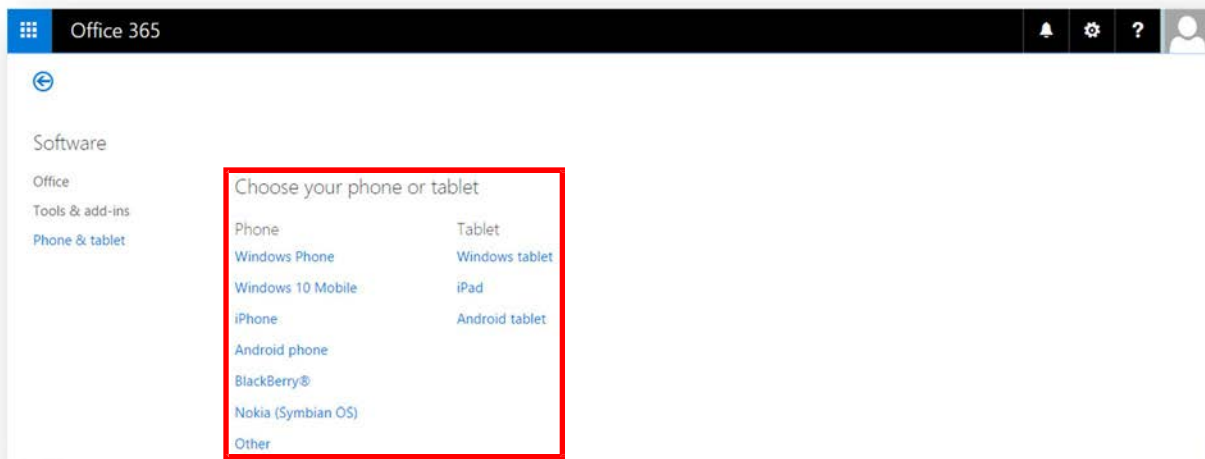 Office 365
?
Software
Office
Tools & add-ins
Phone & tablet
Choose your phone or tablet
Phone
Windows Phone
Windows 10 Mobile
iPhone
Android phone
BlackBerry®
Nokia (Symbian OS)
Other
Tablet
Windows tablet
iPad
Android tablet